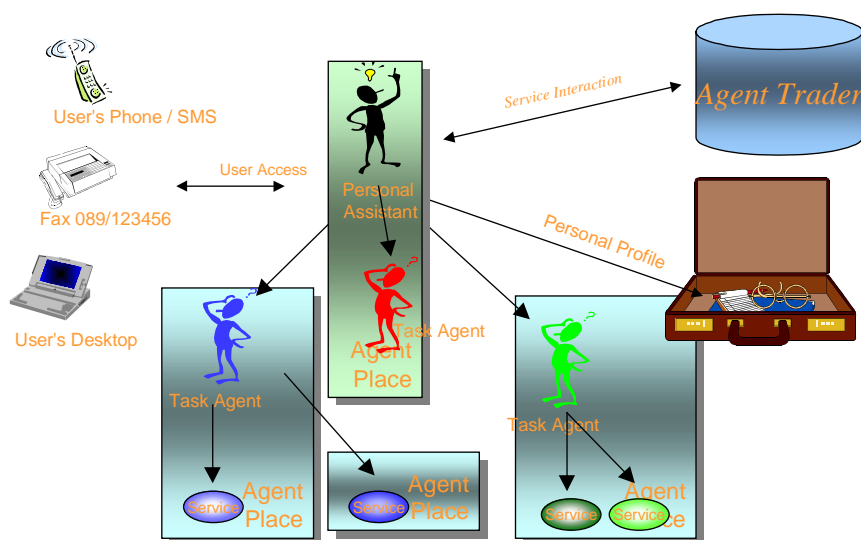 User's Phone / SMS
Fax 089/123456
User's Desktop
User Access
Personal
Assistant
Service Interaction
Agent Trader
Personal Profile
Task Agent
Agent
Place
Task Agent
Service
Agent
Place
Service
Agent
Place
Task Agent
Service
Service
Agent
Place